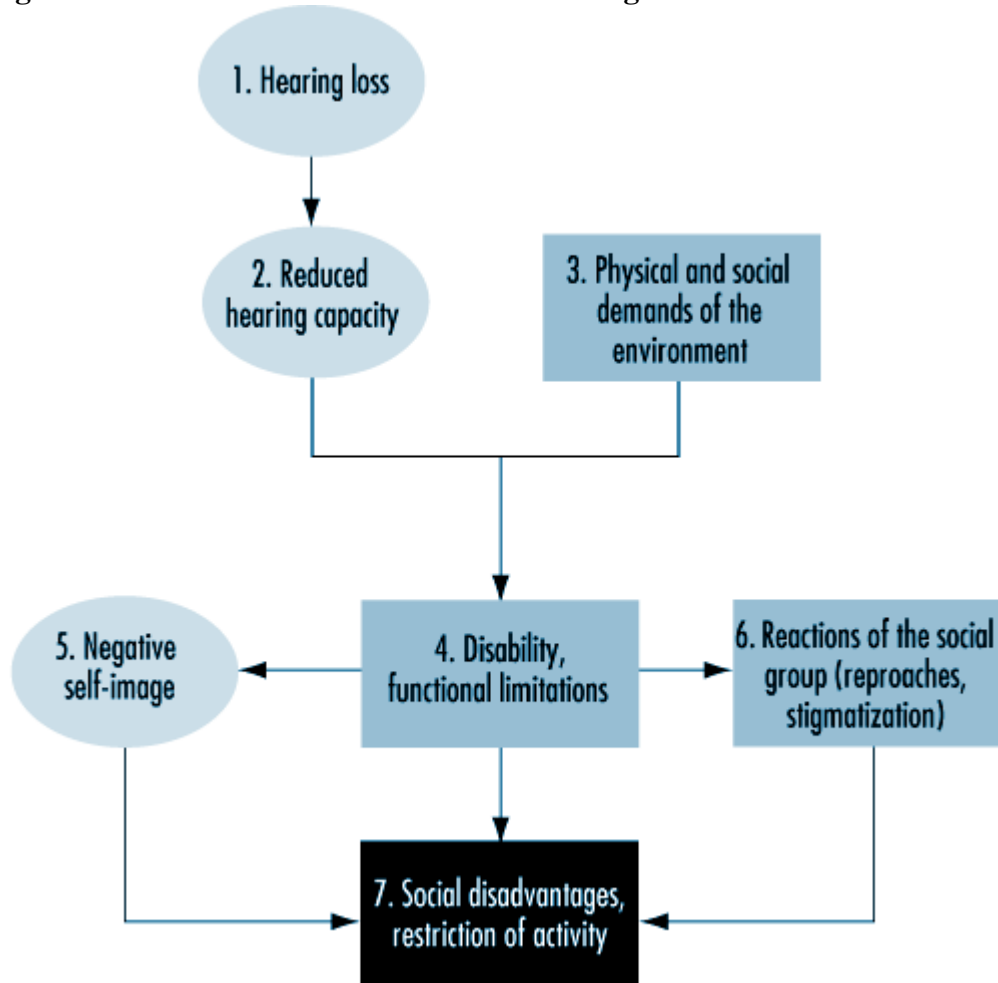 1. Hearing loss
2. Reduced
hearing capacity
3. Physical and social
demands of the
environment
5. Negative
self-image
4. Disability,
functional limitations
6. Reactions of the social
group (reproaches,
stigmatization)
7. Social disadvantages,
restriction of activity